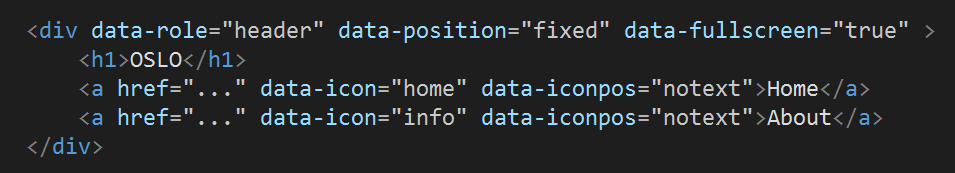 <div data-role="header" data-position="fixed" data-fullscreen="true" >
    <h1>OSLO</h1>
    <a href="..." data-icon="home" data-iconpos="notext">Home</a>
    <a href="..." data-icon="info" data-iconpos="notext">About</a>
</div>